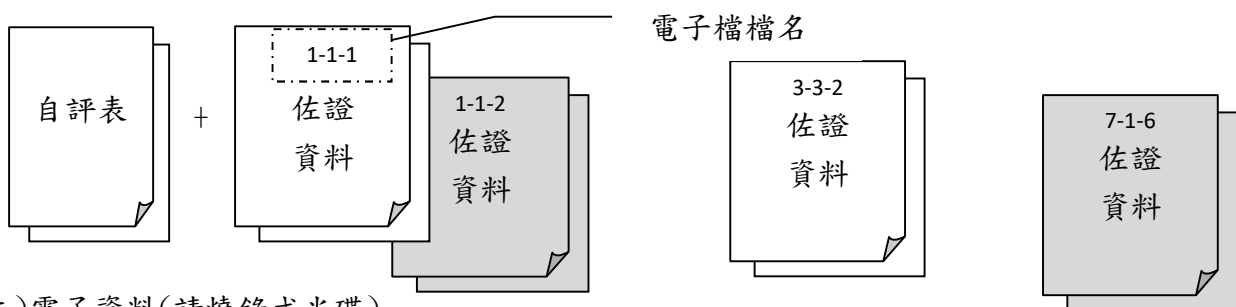 電子檔檔名
自評表
+
1-1-1
佐證
資料
1-1-2
佐證
資料
3-3-2
佐證
資料
7-1-6
佐證
資料
)電子資料(請燒錄成光碟)